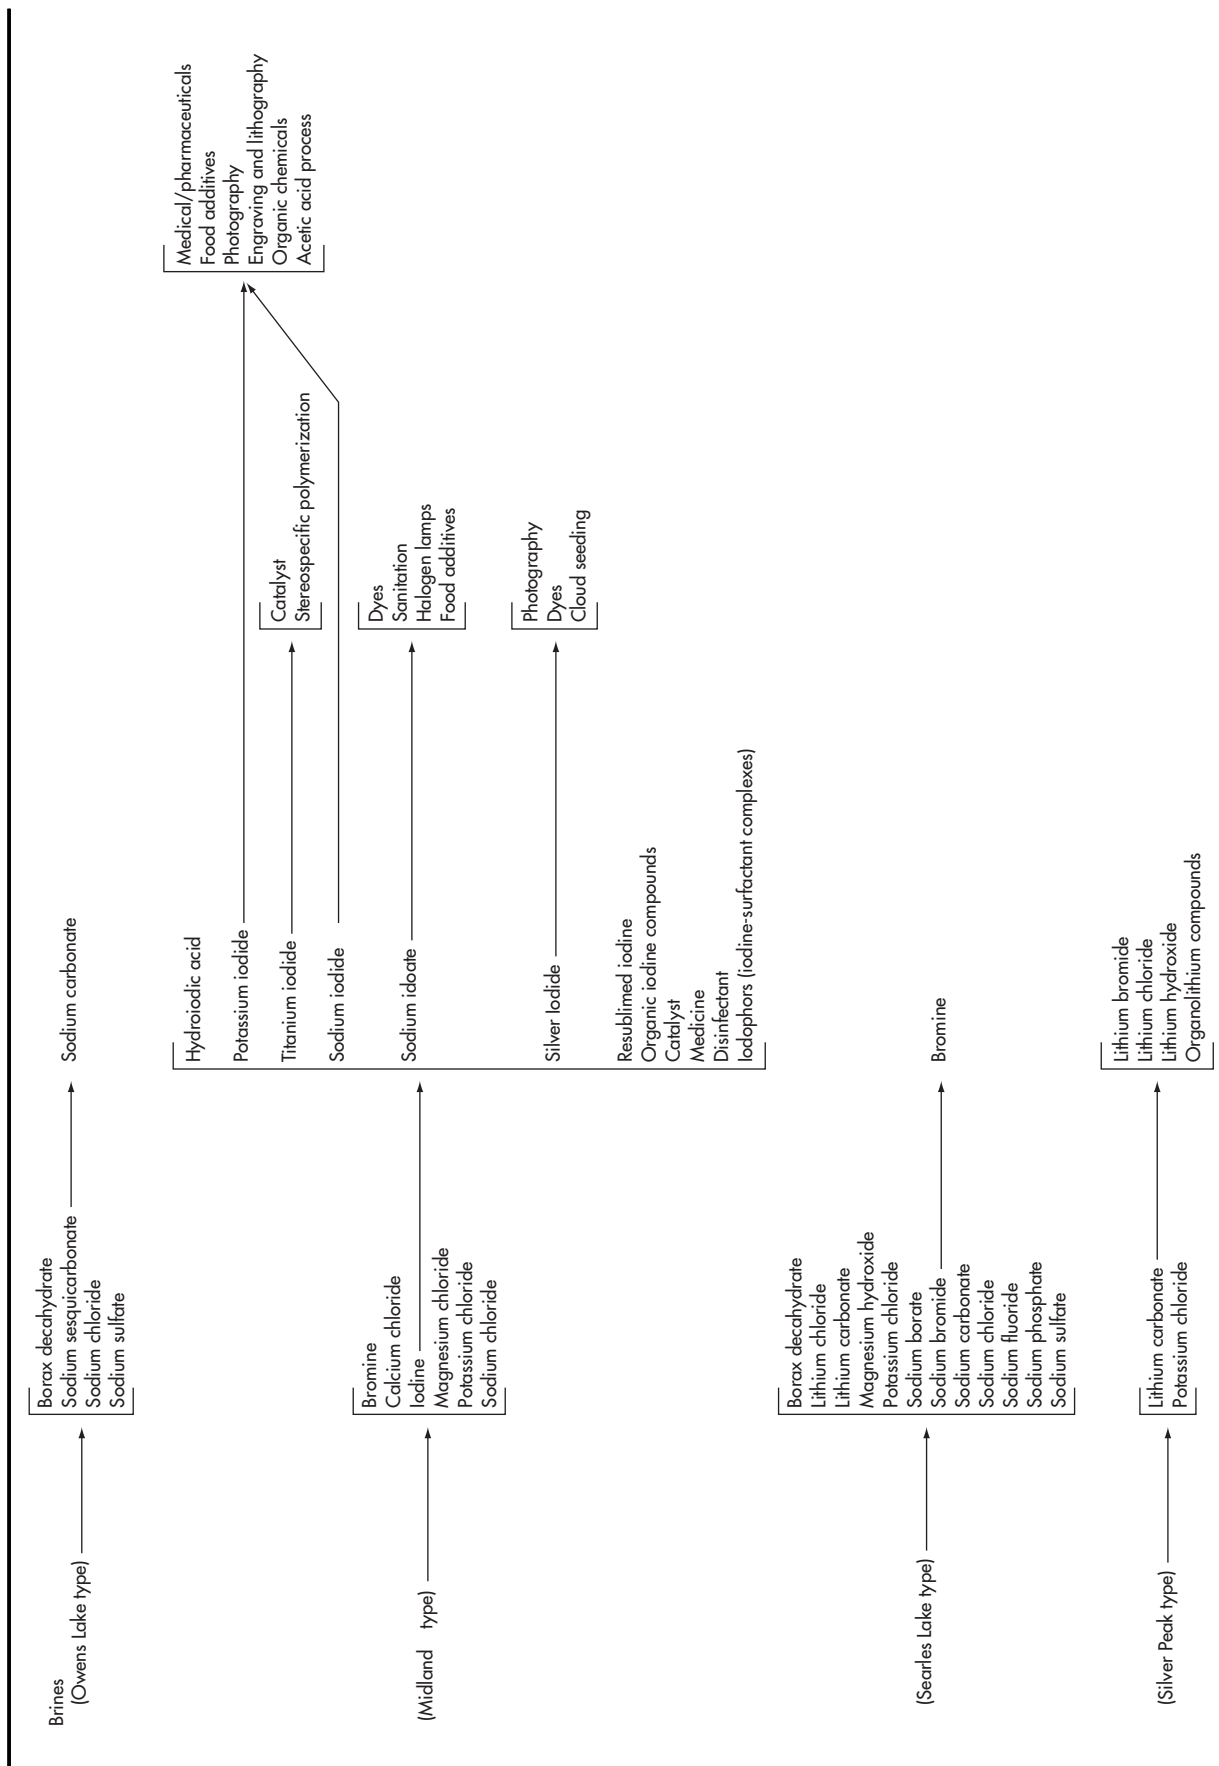 Brines
(Owens Lake type)
Borax decahydrate
Sodium sesquicarbonate
Sodium chloride
Sodium sulfate
Sodium carbonate
(Midland type)
Bromine
Calcium chloride
Iodine
Magnesium chloride
Potassium chloride
Sodium chloride
Hydroiodic acid
Potassium iodide
Titanium iodide
Sodium iodide
Sodium idoate
Silver Iodide
Resublimed iodine
Organic iodine compounds
Catalyst
Medicine
Disinfectant
Iodophors (iodine-surfactant complexes)
Medical/pharmaceuticals
Food additives
Photography
Engraving and lithography
Organic chemicals
Acetic acid process
Catalyst
Stereospecific polymerization
Dyes
Sanitation
Halogen lamps
Food additives
Photography
Dyes
Cloud seeding
(Searles Lake type)
Borax decahydrate
Lithium chloride
Lithium carbonate
Magnesium hydroxide
Potassium chloride
Sodium borate
Sodium bromide
Sodium carbonate
Sodium chloride
Sodium fluoride
Sodium phosphate
Sodium sulfate
Bromine
(Silver Peak type)
Lithium carbonate
Potassium chloride
Lithium bromide
Lithium chloride
Lithium hydroxide
Organolithium compounds